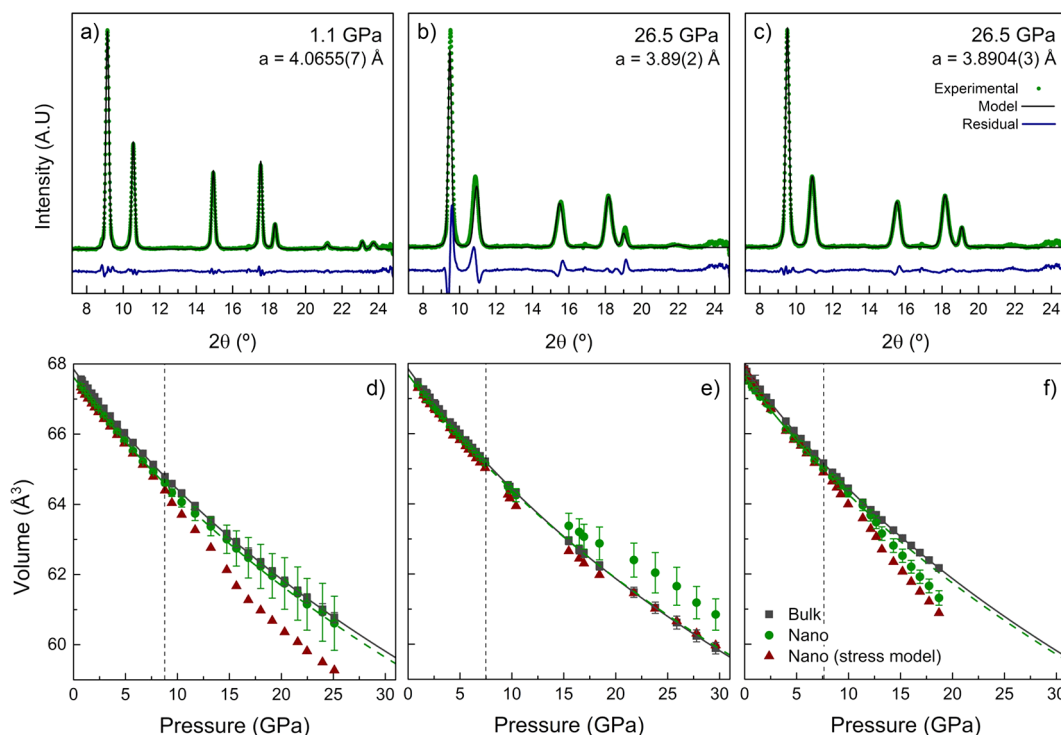 a)
1.1 GPa
a = 4.0655(7) Å
b)
26.5 GPa
a = 3.89(2) Å
c)
26.5 GPa
a = 3.8904(3) Å
Experimental
Model
Residual
Intensity (A.U)
8 10 12 14 16 18 20 22 24
8 10 12 14 16 18 20 22 24
8 10 12 14 16 18 20 22 24
2θ (º)
2θ (º)
2θ (º)
d)
e)
f)
68
66
64
62
60
Volume (Å³)
Bulk
Nano
Nano (stress model)
0 5 10 15 20 25 30
0 5 10 15 20 25 30
0 5 10 15 20 25 30
Pressure (GPa)
Pressure (GPa)
Pressure (GPa)